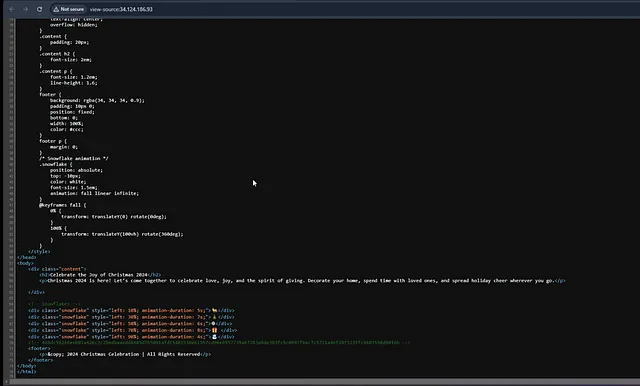 Not secure view-source:34.124.186.93
overflow: hidden;
}
.content {
padding: 20px;
}
.content h2 {
font-size: 2em;
}
.content p {
font-size: 1.2em;
line-height: 1.6;
}
footer {
background: rgba(34, 34, 34, 0.9);
padding: 10px 0;
position: fixed;
bottom: 0;
width: 100%;
color: #ccc;
}
footer p {
margin: 0;
}
/* Snowflake animation */
.snowflake {
position: absolute;
top: -10px;
color: white;
font-size: 1.5em;
animation: fall linear infinite;
}
@keyframes fall {
0% {
transform: translateY(0) rotate(0deg);
}
100% {
transform: translateY(100vh) rotate(360deg);
}
}
</style>
</head>
<body>
<div class="content">
<h2>Celebrate the Joy of Christmas 2024</h2>
<p>Christmas 2024 is here! Let's come together to celebrate love, joy, and the spirit of giving. Decorate your home, spend time with loved ones, and spread holiday cheer wherever you go.</p>
</div>
<!-- Snowflakes -->
<div class="snowflake" style="left: 10%; animation-duration: 5s;"></div>
<div class="snowflake" style="left: 30%; animation-duration: 7s;">🎄</div>
<div class="snowflake" style="left: 50%; animation-duration: 6s;"></div>
<div class="snowflake" style="left: 70%; animation-duration: 8s;">🎁</div>
<div class="snowflake" style="left: 90%; animation-duration: 4s;"></div>
<footer>
<p>&copy; 2024 Christmas Celebration | All Rights Reserved</p>
</footer>
</body>
</html>